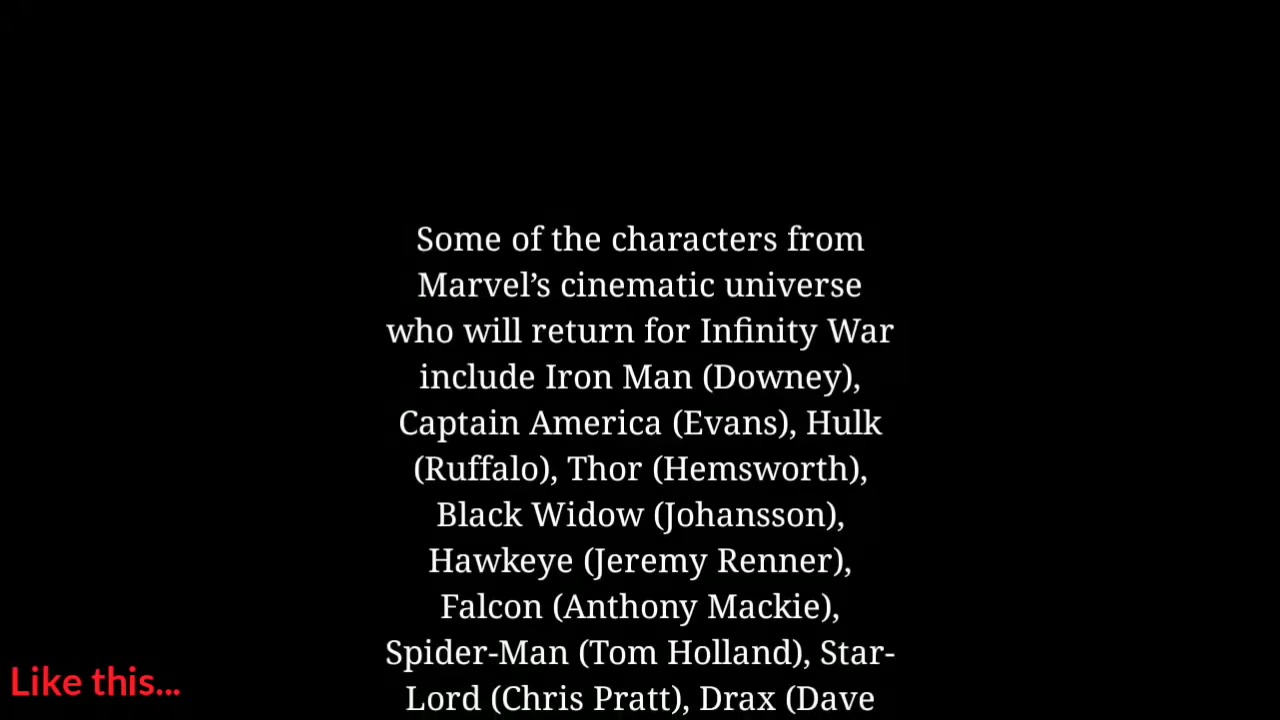 Some of the characters from
Marvel’s cinematic universe
who will return for Infinity War
include Iron Man (Downey),
Captain America (Evans), Hulk
(Ruffalo), Thor (Hemsworth),
Black Widow (Johansson),
Hawkeye (Jeremy Renner),
Falcon (Anthony Mackie),
Spider-Man (Tom Holland), Star-
Lord (Chris Pratt), Drax (Dave
Like this...